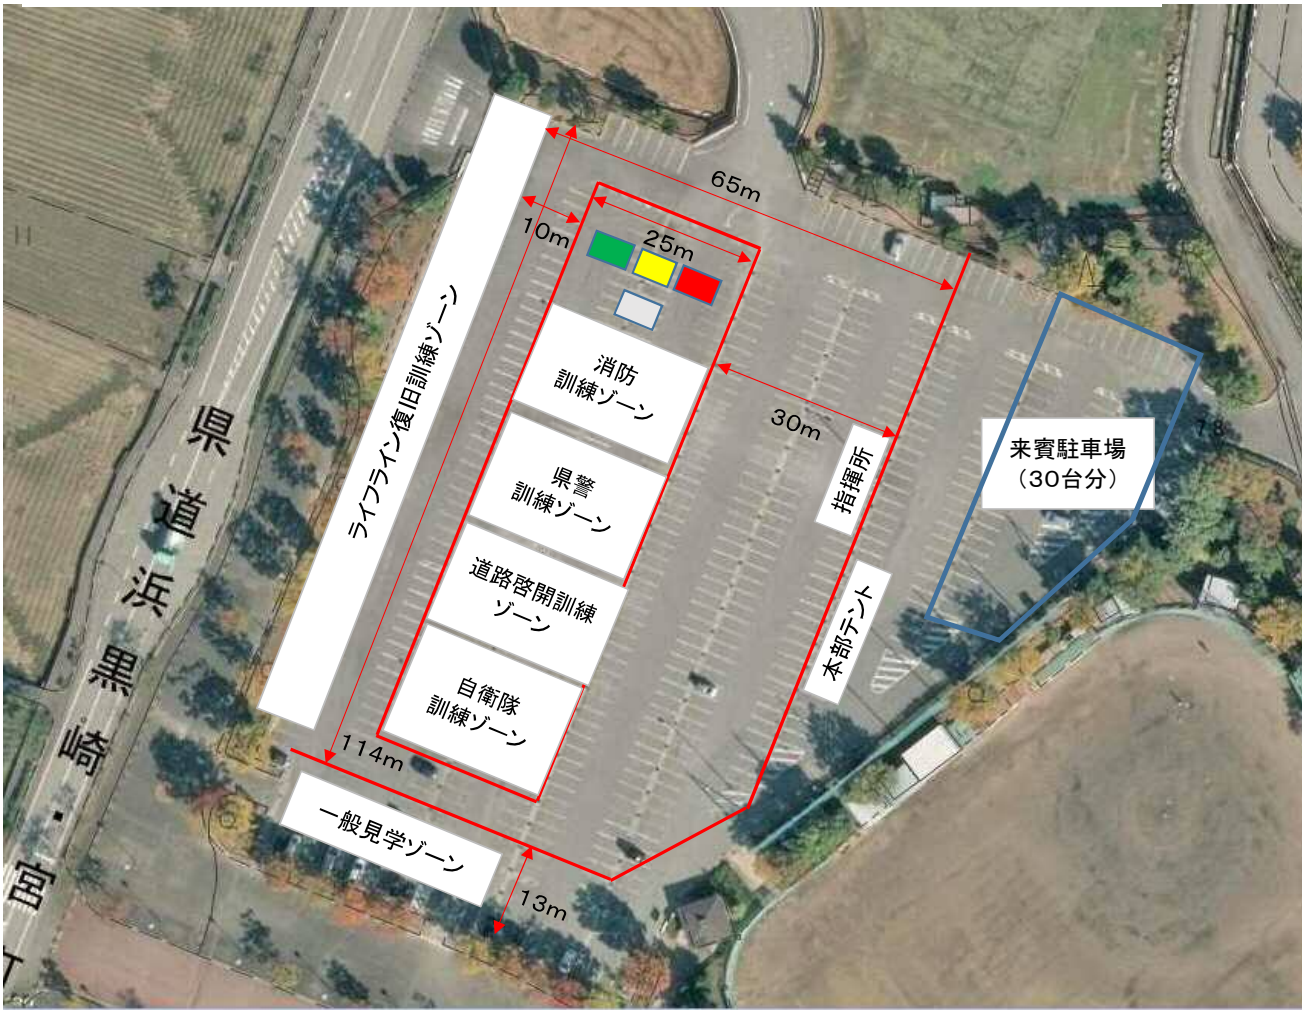 65m
10m
25m
ライフライン復旧訓練ゾーン
消防
訓練ゾーン
30m
県警
訓練ゾーン
指揮所
来賓駐車場
（30台分）
78
道路啓開訓練
ゾーン
本部テント
自衛隊
訓練ゾーン
114m
一般見学ゾーン
13m
県道浜黒崎・宮